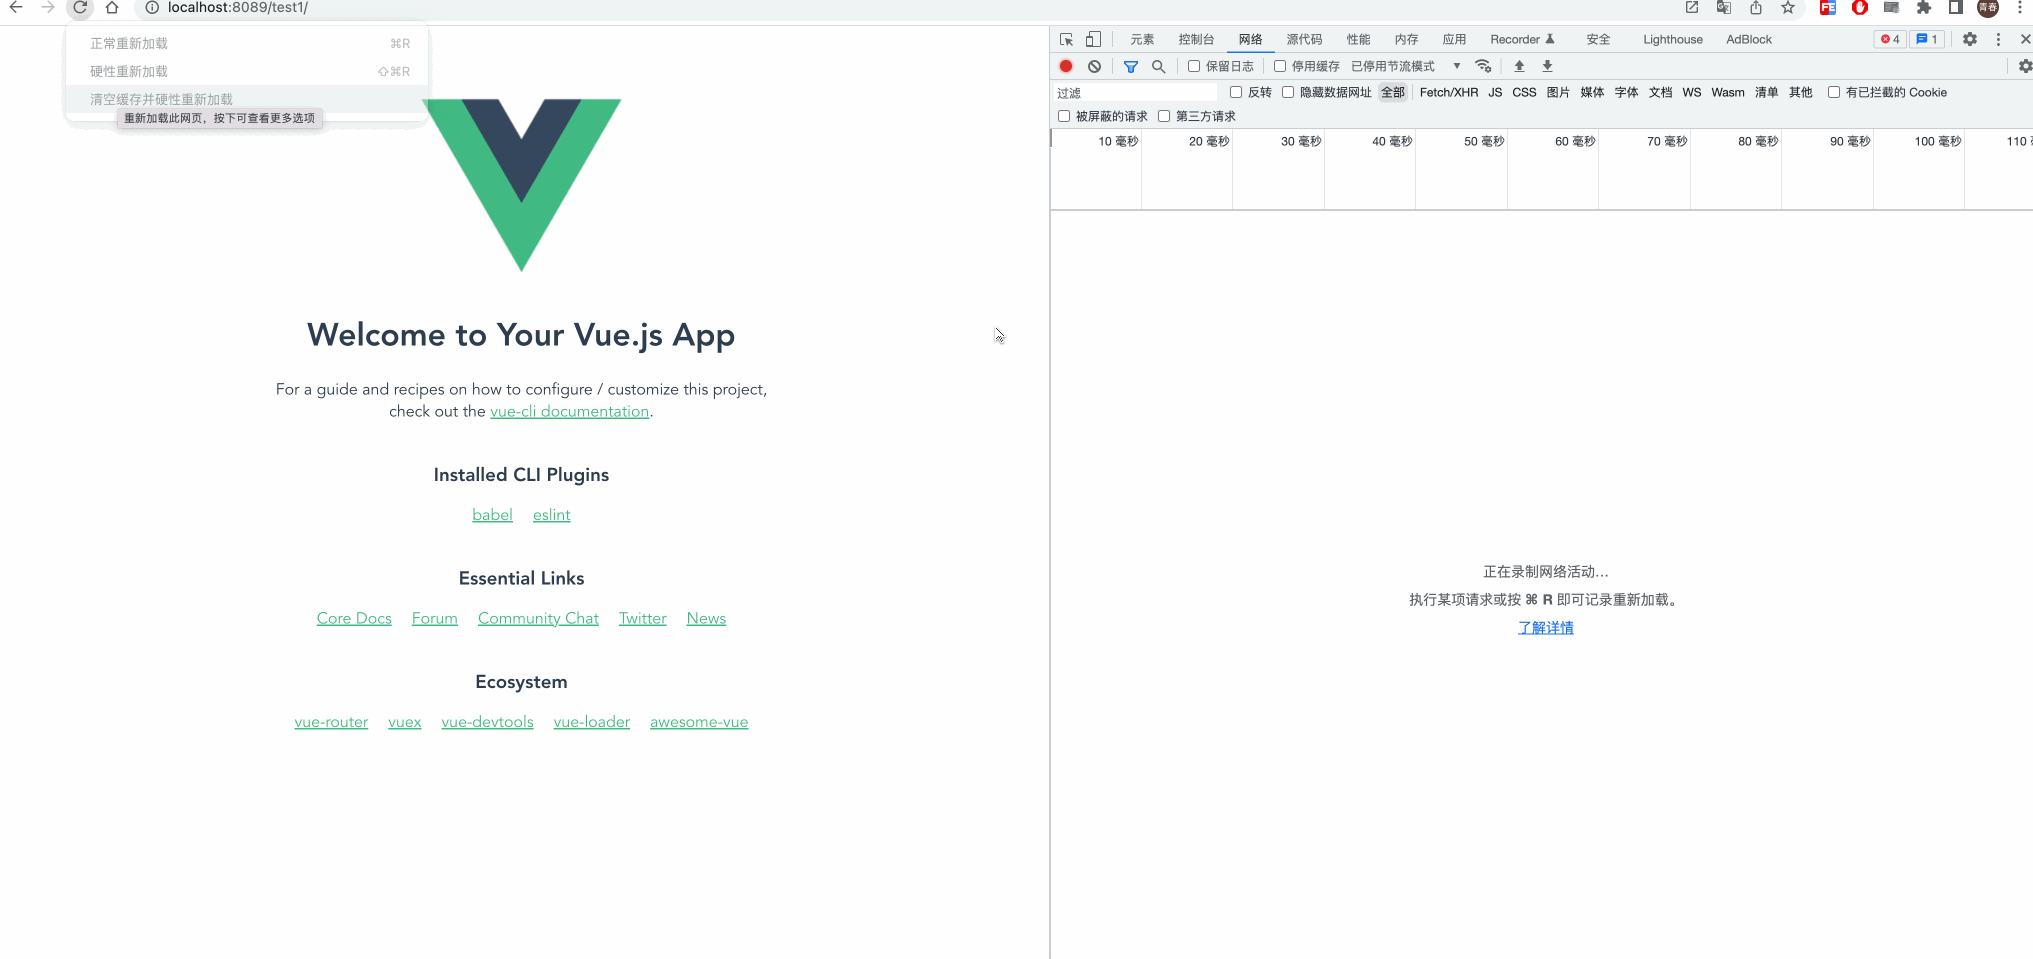 localhost:8089/test1/
青春
正常重新加载 ⌘R
硬性重新加载 ⇧⌘R
清空缓存并硬性重新加载
重新加载此网页，按下可查看更多选项
Welcome to Your Vue.js App
For a guide and recipes on how to configure / customize this project,
check out the vue-cli documentation.
Installed CLI Plugins
babel eslint
Essential Links
Core Docs Forum Community Chat Twitter News
Ecosystem
vue-router vuex vue-devtools vue-loader awesome-vue
元素 控制台 网络 源代码 性能 内存 应用 Recorder 安全 Lighthouse AdBlock 4 1
保留日志 停用缓存 已停用节流模式
过滤 反转 隐藏数据网址 全部 Fetch/XHR JS CSS 图片 媒体 字体 文档 WS Wasm 清单 其他 有已拦截的 Cookie
被屏蔽的请求 第三方请求
10 毫秒 20 毫秒 30 毫秒 40 毫秒 50 毫秒 60 毫秒 70 毫秒 80 毫秒 90 毫秒 100 毫秒 110
正在录制网络活动…
执行某项请求或按 ⌘ R 即可记录重新加载。
了解详情